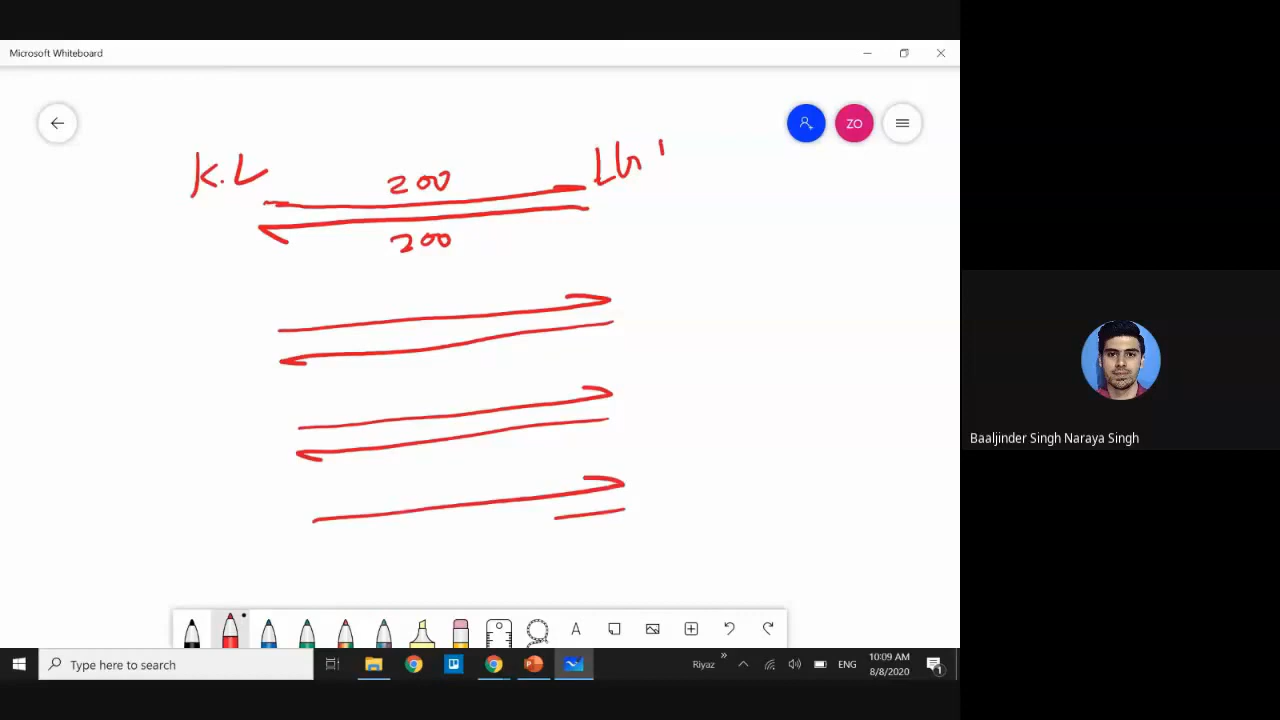 Microsoft Whiteboard
ZO
K.L
200
200
Baaljinder Singh Naraya Singh
A
Type here to search
Riyaz
»
ENG
10:09 AM
8/8/2020
1